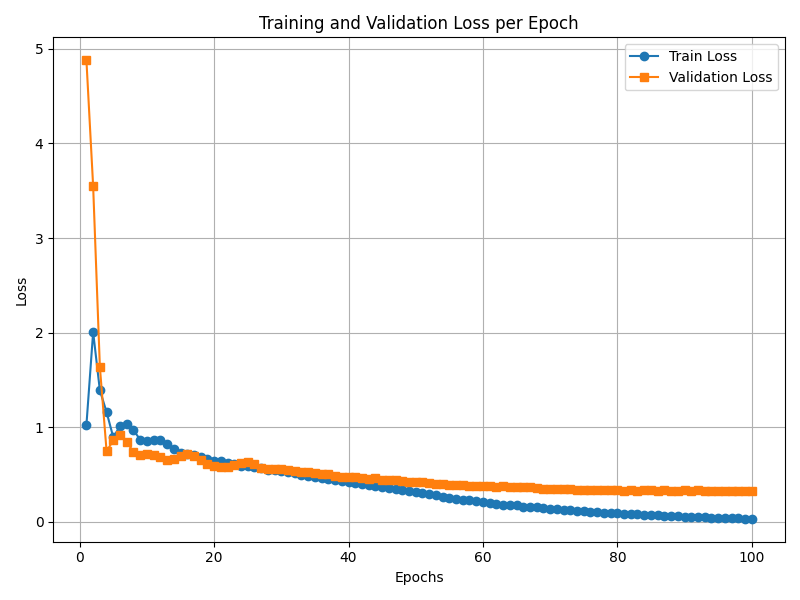 Training and Validation Loss per Epoch
Train Loss
Validation Loss
5
4
3
2
1
0
Loss
0 20 40 60 80 100
Epochs